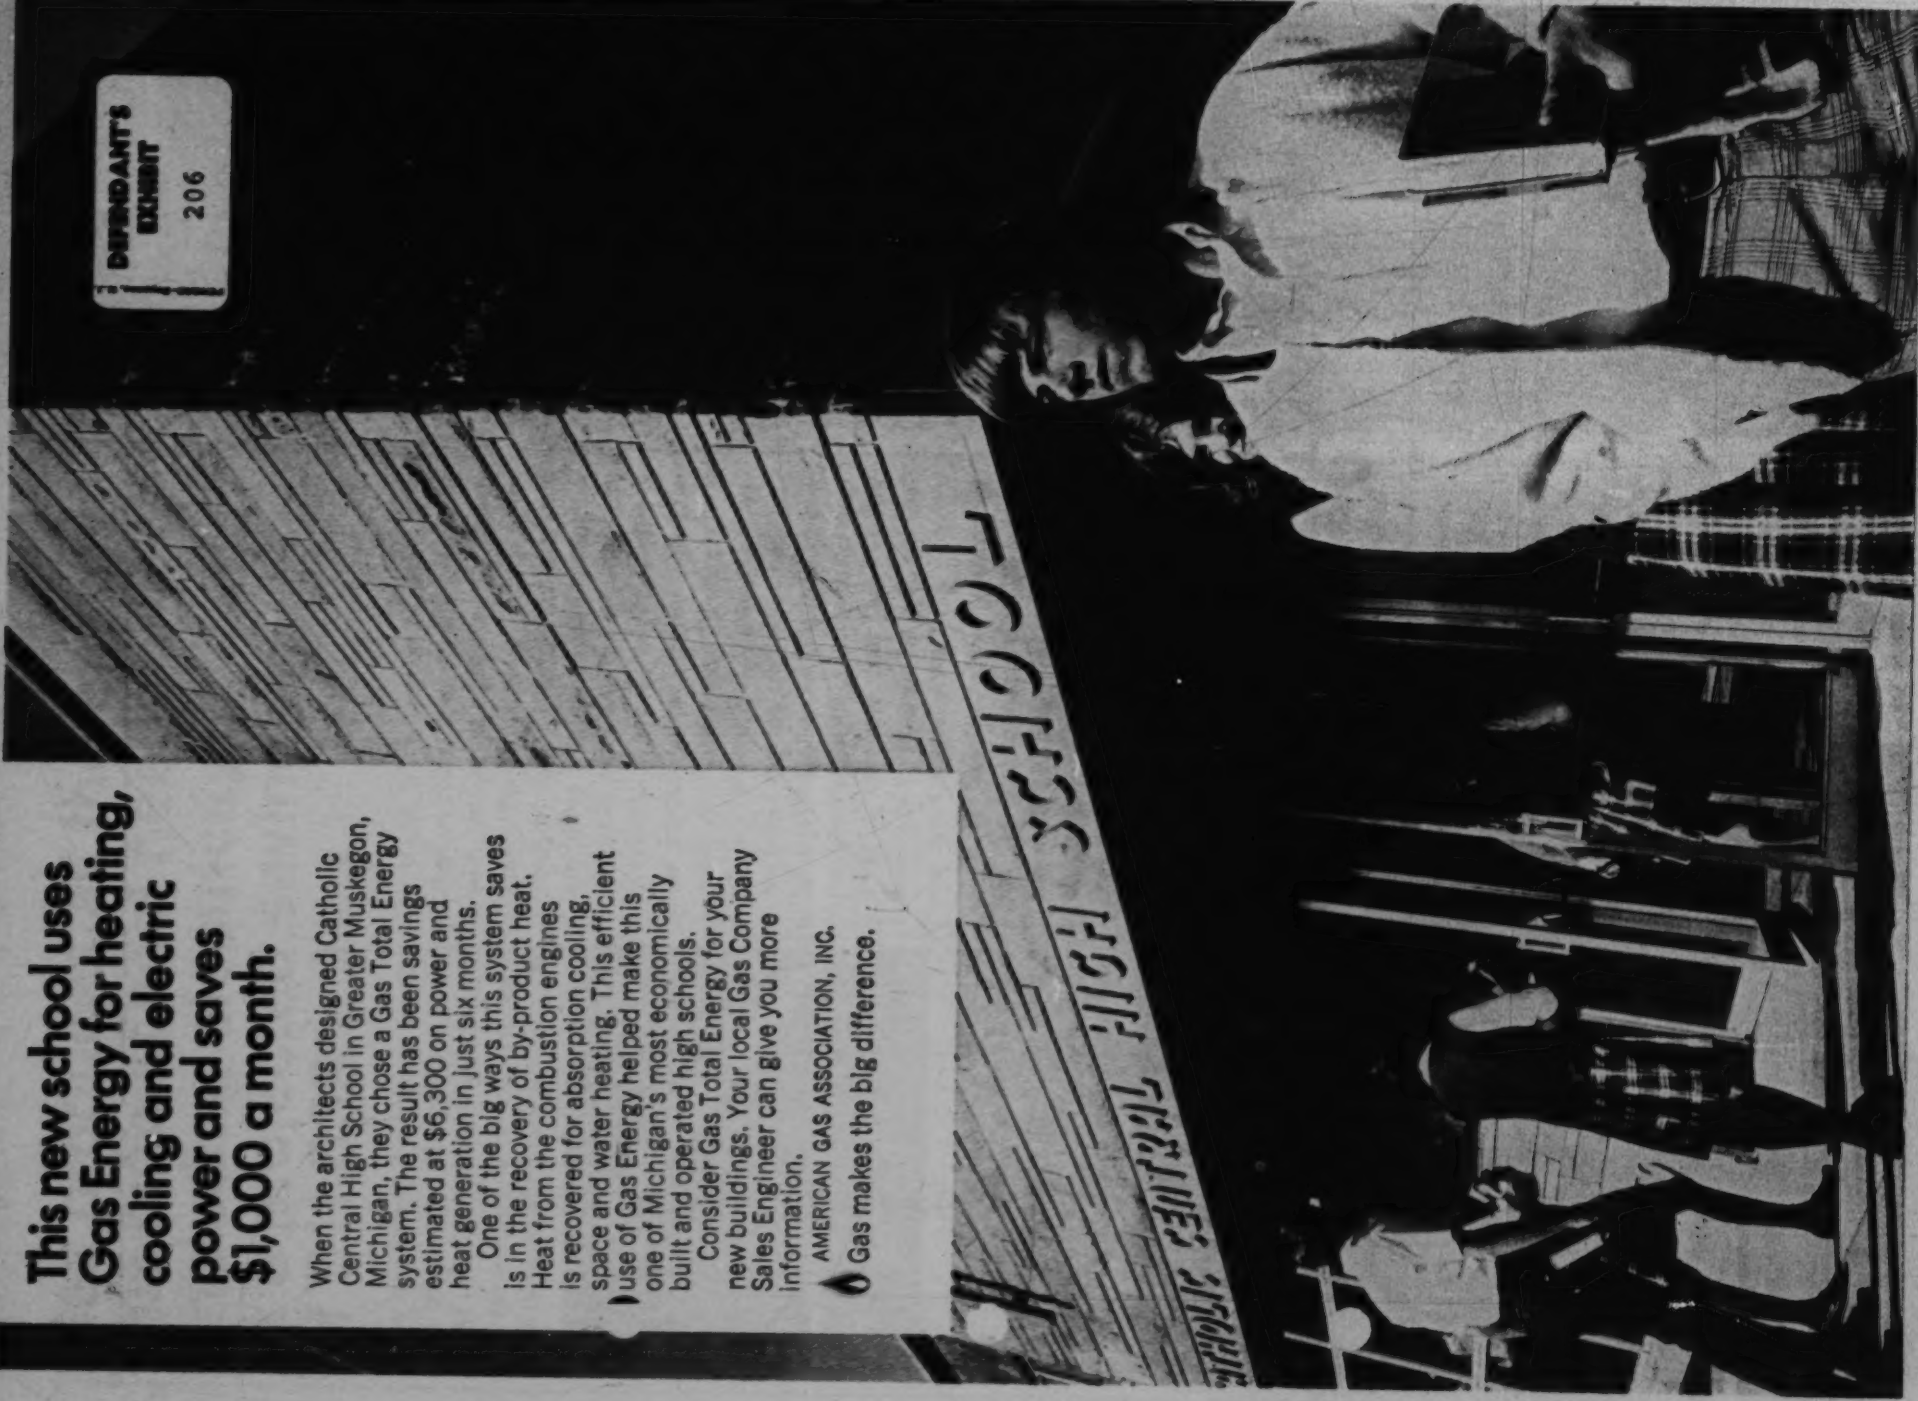 DEFENDANT'S
EXHIBIT
206
This new school uses
Gas Energy for heating,
cooling and electric
power and saves
$1,000 a month.
When the architects designed Catholic
Central High School in Greater Muskegon,
Michigan, they chose a Gas Total Energy
system. The result has been savings
estimated at $6,300 on power and
heat generation in just six months.
One of the big ways this system saves
is in the recovery of by-product heat.
Heat from the combustion engines
is recovered for absorption cooling,
space and water heating. This efficient
use of Gas Energy helped make this
one of Michigan's most economically
built and operated high schools.
Consider Gas Total Energy for your
new buildings. Your local Gas Company
Sales Engineer can give you more
information.
AMERICAN GAS ASSOCIATION, INC.
Gas makes the big difference.
CATHOLIC CENTRAL HIGH SCHOOL